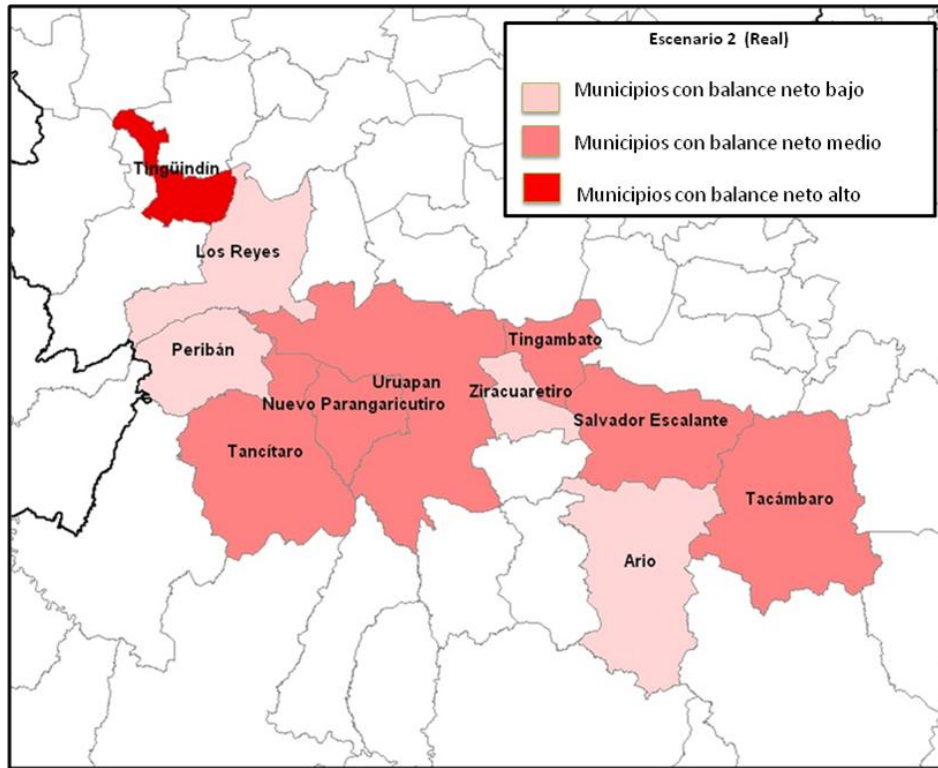 Escenario 2 (Real)
Municipios con balance neto bajo
Municipios con balance neto medio
Municipios con balance neto alto
Tingüindín
Los Reyes
Peribán
Tingambato
Uruapan
Ziracuaretiro
Nuevo Parangaricutiro
Salvador Escalante
Tancítaro
Tacámbaro
Ario